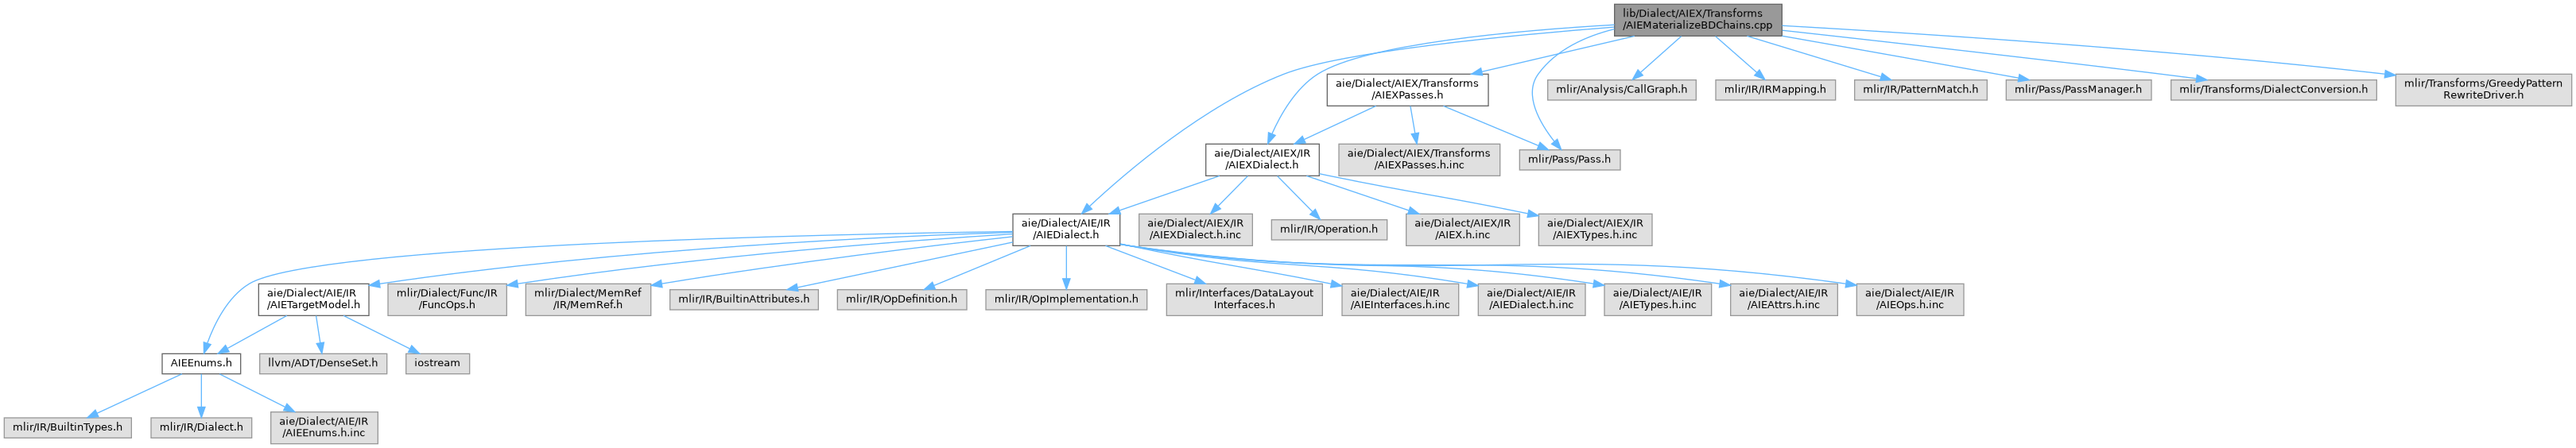 lib/Dialect/AIEX/Transforms
/AIEMaterializeBDChains.cpp
aie/Dialect/AIEX/Transforms
/AIEXPasses.h
mlir/Analysis/CallGraph.h
mlir/IR/IRMapping.h
mlir/IR/PatternMatch.h
mlir/Pass/PassManager.h
mlir/Transforms/DialectConversion.h
mlir/Transforms/GreedyPattern
RewriteDriver.h
aie/Dialect/AIEX/IR
/AIEXDialect.h
aie/Dialect/AIEX/Transforms
/AIEXPasses.h.inc
mlir/Pass/Pass.h
aie/Dialect/AIE/IR
/AIEDialect.h
aie/Dialect/AIEX/IR
/AIEXDialect.h.inc
mlir/IR/Operation.h
aie/Dialect/AIEX/IR
/AIEX.h.inc
aie/Dialect/AIEX/IR
/AIEXTypes.h.inc
aie/Dialect/AIE/IR
/AIETargetModel.h
mlir/Dialect/Func/IR
/FuncOps.h
mlir/Dialect/MemRef
/IR/MemRef.h
mlir/IR/BuiltinAttributes.h
mlir/IR/OpDefinition.h
mlir/IR/OpImplementation.h
mlir/Interfaces/DataLayout
Interfaces.h
aie/Dialect/AIE/IR
/AIEInterfaces.h.inc
aie/Dialect/AIE/IR
/AIEDialect.h.inc
aie/Dialect/AIE/IR
/AIETypes.h.inc
aie/Dialect/AIE/IR
/AIEAttrs.h.inc
aie/Dialect/AIE/IR
/AIEOps.h.inc
AIEEnums.h
llvm/ADT/DenseSet.h
iostream
mlir/IR/BuiltinTypes.h
mlir/IR/Dialect.h
aie/Dialect/AIE/IR
/AIEEnums.h.inc